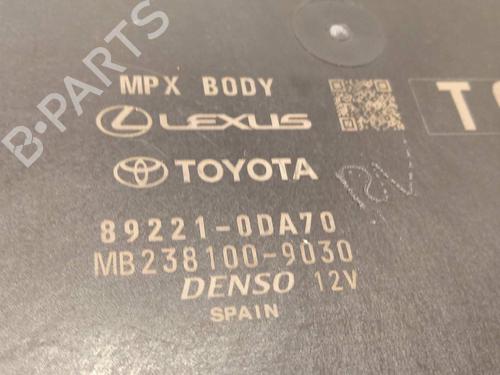 B-PARTS
MPX BODY
LEXUS
TOYOTA
89221-0DA70
MB238100-9030
DENSO 12V
SPAIN